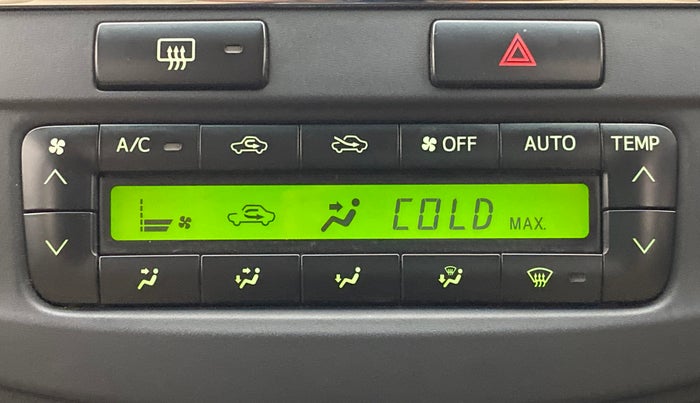 A/C OFF AUTO TEMP
COLD MAX.